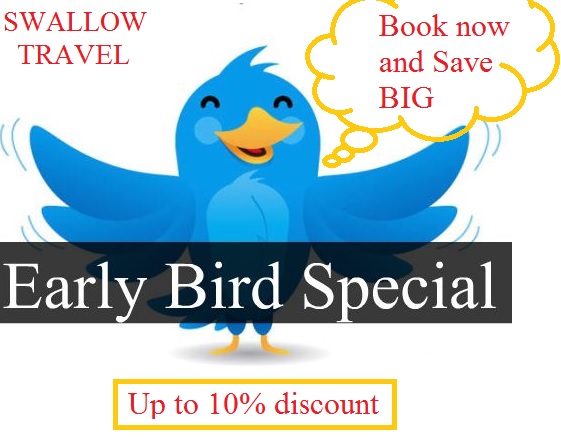 SWALLOW
TRAVEL
Book now
and Save
BIG
Early Bird Special
Up to 10% discount